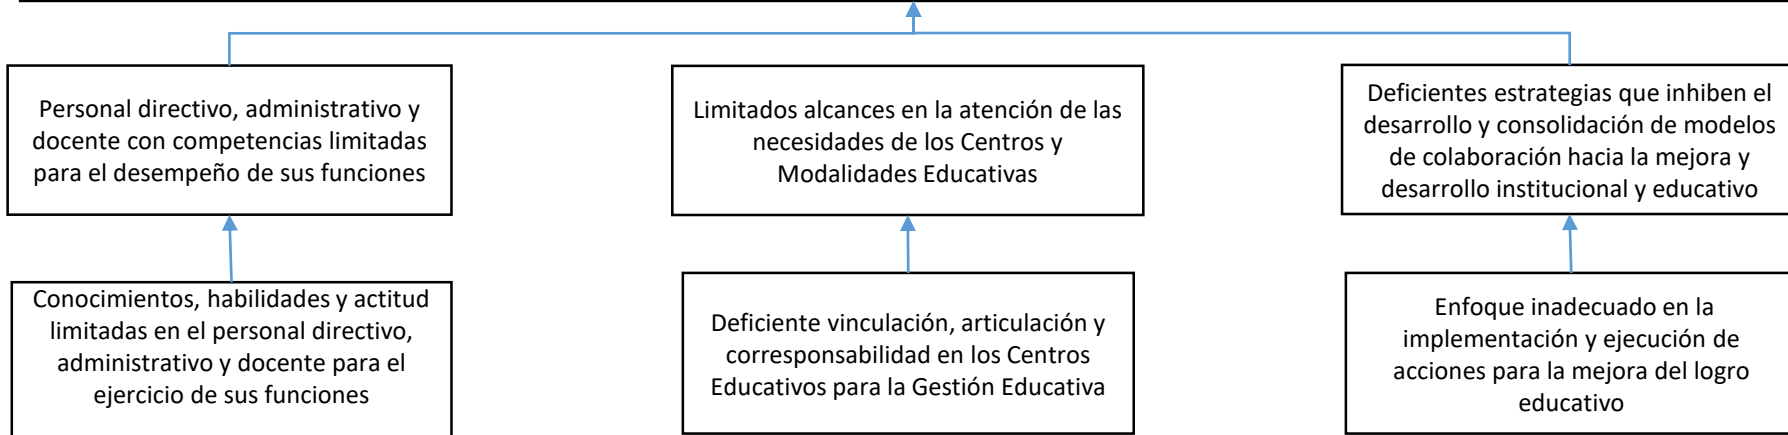 Personal directivo, administrativo y
docente con competencias limitadas
para el desempeño de sus funciones
Limitados alcances en la atención de las
necesidades de los Centros y
Modalidades Educativas
Deficientes estrategias que inhiben el
desarrollo y consolidación de modelos
de colaboración hacia la mejora y
desarrollo institucional y educativo
Conocimientos, habilidades y actitud
limitadas en el personal directivo,
administrativo y docente para el
ejercicio de sus funciones
Deficiente vinculación, articulación y
corresponsabilidad en los Centros
Educativos para la Gestión Educativa
Enfoque inadecuado en la
implementación y ejecución de
acciones para la mejora del logro
educativo